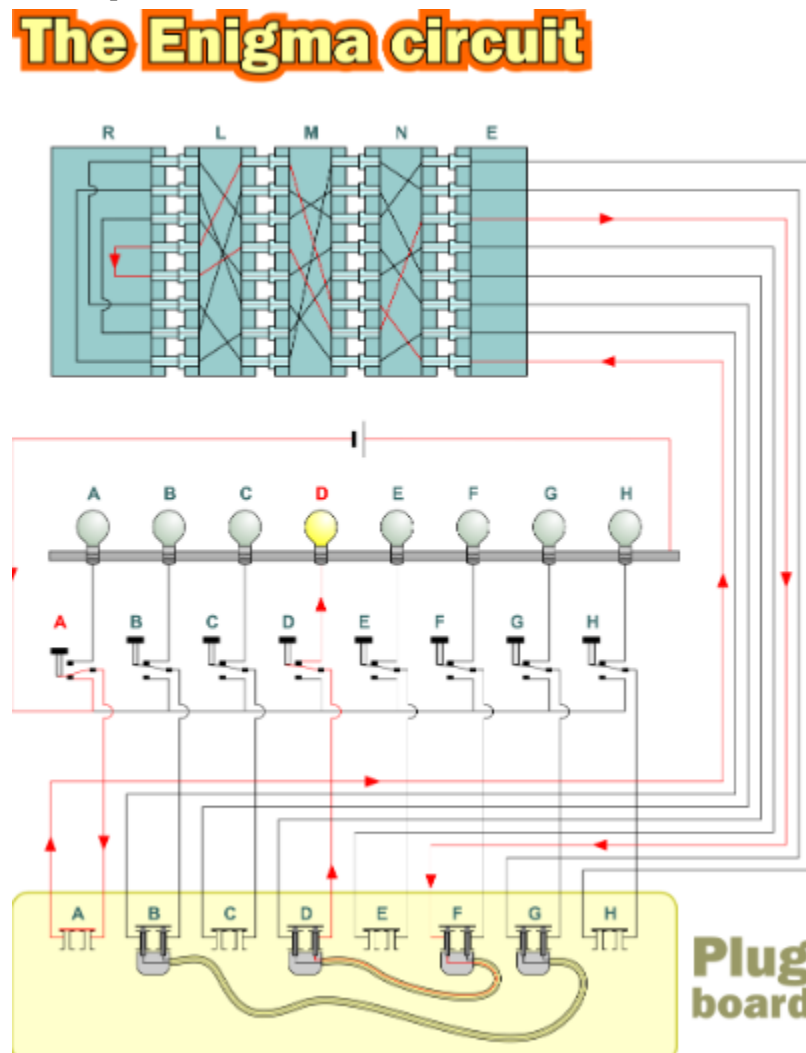 The Enigma circuit
R L M N E
A B C D E F G H
A B C D E F G H
A B C D E F G H
Plug
board